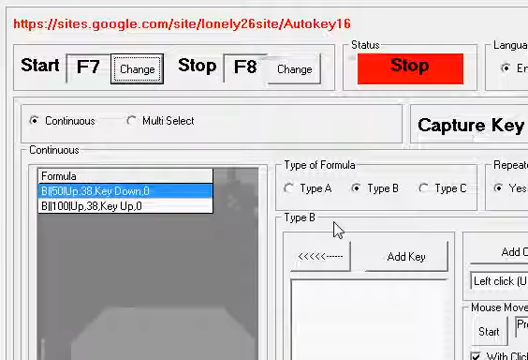 https://sites.google.com/site/lonely26site/Autokey16
Start F7 Change Stop F8 Change
Status
Stop
Langua
En
Continuous Multi Select
Capture Key
Continuous
Formula
B||50|Up,38,Key Down,0
B||100|Up,38,Key Up,0
Type of Formula
Type A Type B Type C
Repeate
Yes
Type B
<<<<<----- Add Key
Add C
Left click (U
Mouse Move
Start
With Clic